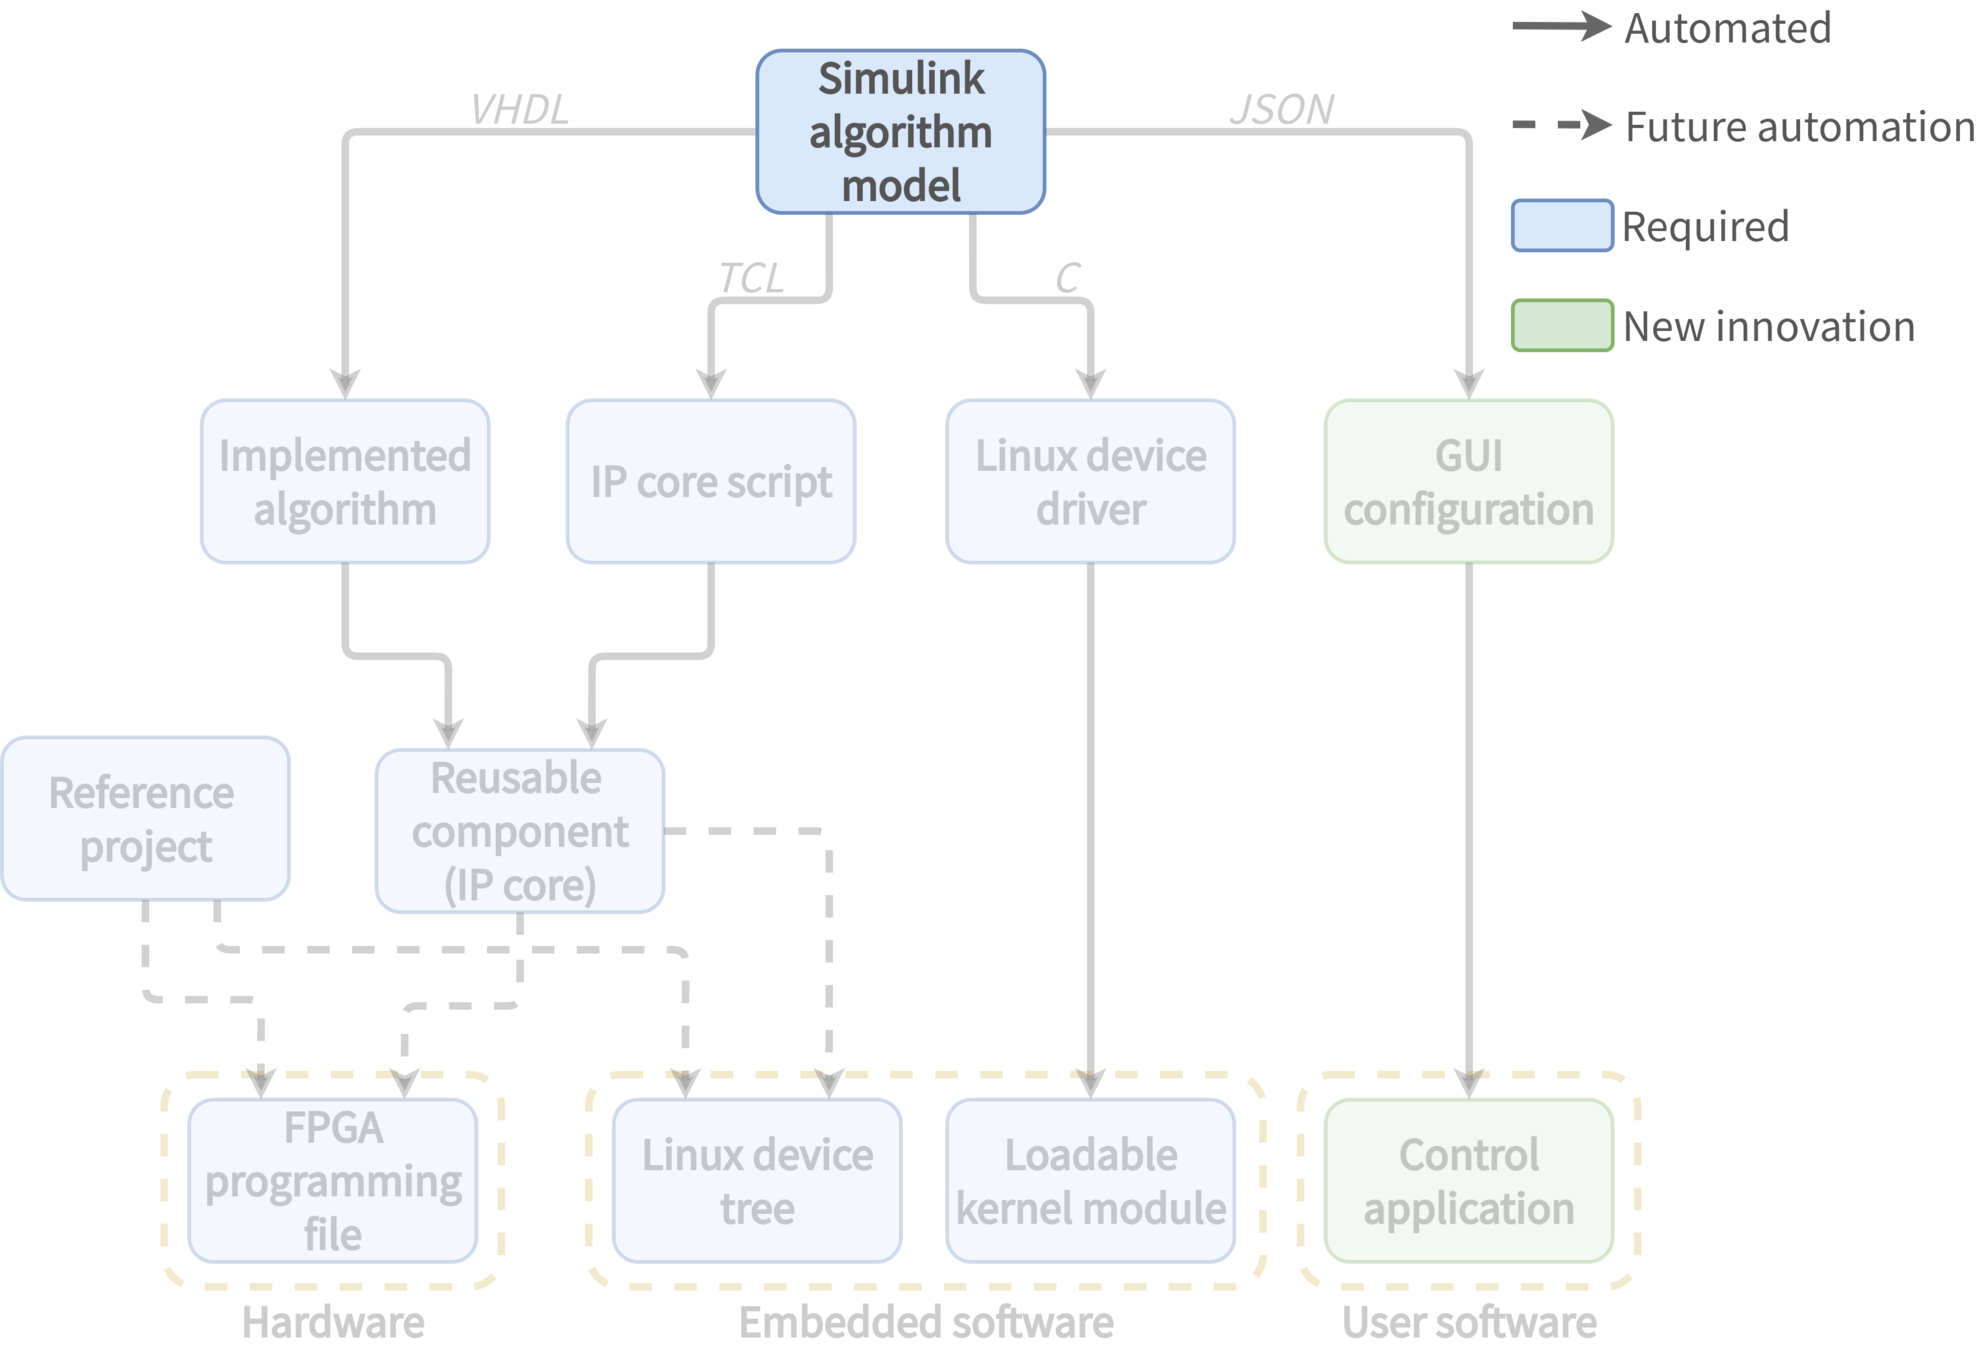 Automated
Future automation
Required
New innovation
Simulink
algorithm
model
VHDL
JSON
TCL
C
Implemented
algorithm
IP core script
Linux device
driver
GUI
configuration
Reference
project
Reusable
component
(IP core)
FPGA
programming
file
Linux device
tree
Loadable
kernel module
Control
application
Hardware
Embedded software
User software